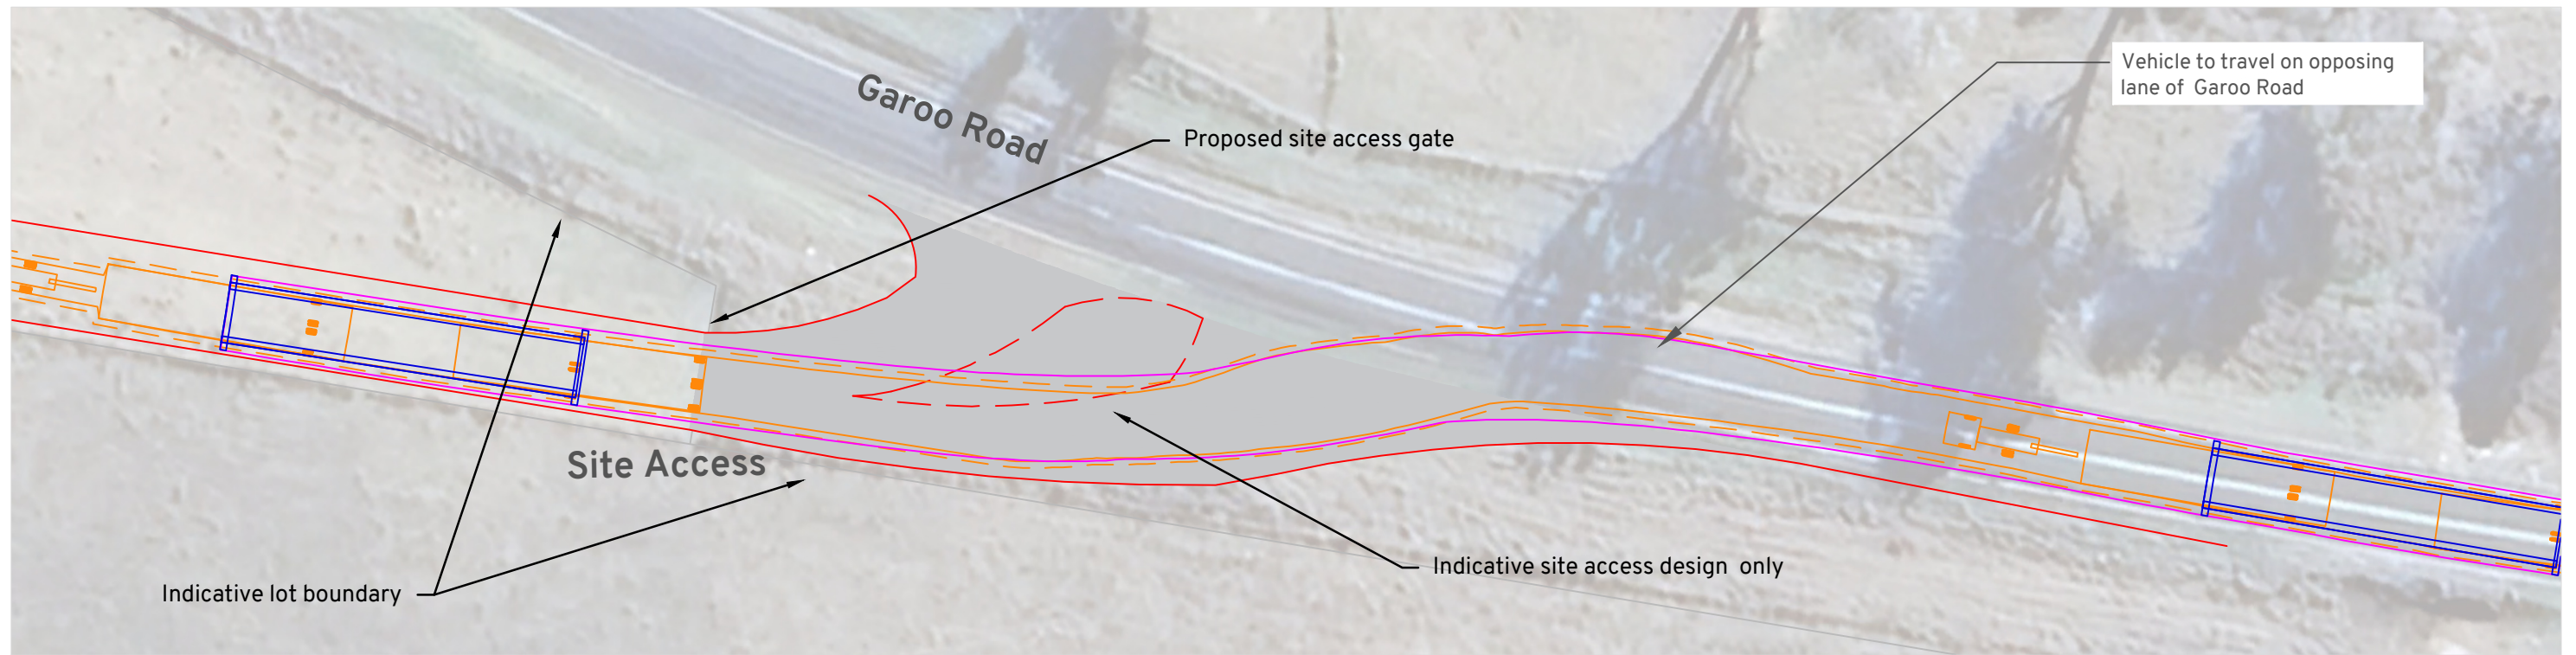 Garoo Road
Vehicle to travel on opposing
lane of Garoo Road
Proposed site access gate
Site Access
Indicative site access design only
Indicative lot boundary